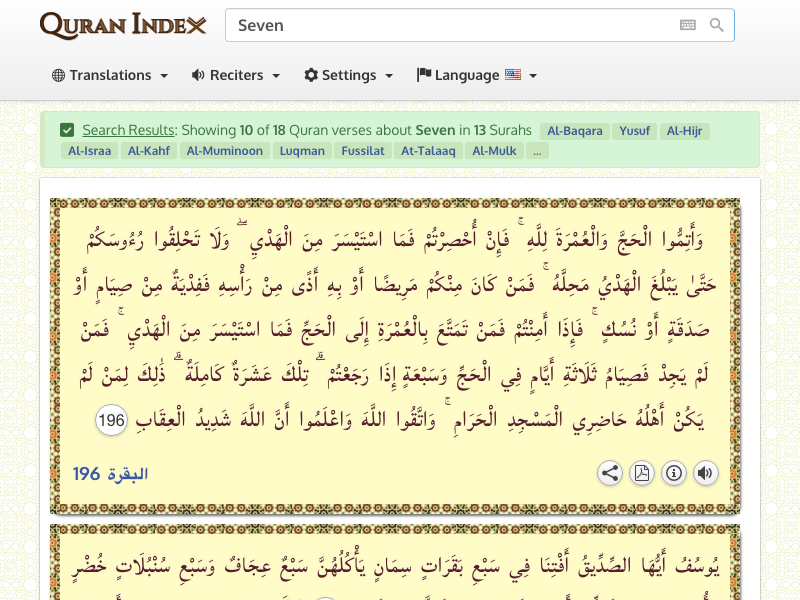 QURAN INDEX
Seven
Translations Reciters Settings Language
Search Results: Showing 10 of 18 Quran verses about Seven in 13 Surahs Al-Baqara Yusuf Al-Hijr
Al-Israa Al-Kahf Al-Muminoon Luqman Fussilat At-Talaaq Al-Mulk ...
وَأَتِمُّوا الْحَجَّ وَالْعُمْرَةَ لِلَّهِ ۚ فَإِنْ أُحْصِرْتُمْ فَمَا اسْتَيْسَرَ مِنَ الْهَدْيِ ۖ وَلَا تَحْلِقُوا رُءُوسَكُمْ
حَتَّىٰ يَبْلُغَ الْهَدْيُ مَحِلَّهُ ۚ فَمَنْ كَانَ مِنْكُمْ مَرِيضًا أَوْ بِهِ أَذًى مِنْ رَأْسِهِ فَفِدْيَةٌ مِنْ صِيَامٍ أَوْ
صَدَقَةٍ أَوْ نُسُكٍ ۚ فَإِذَا أَمِنْتُمْ فَمَنْ تَمَتَّعَ بِالْعُمْرَةِ إِلَى الْحَجِّ فَمَا اسْتَيْسَرَ مِنَ الْهَدْيِ ۚ فَمَنْ
لَمْ يَجِدْ فَصِيَامُ ثَلَاثَةِ أَيَّامٍ فِي الْحَجِّ وَسَبْعَةٍ إِذَا رَجَعْتُمْ ۗ تِلْكَ عَشَرَةٌ كَامِلَةٌ ۗ ذَٰلِكَ لِمَنْ لَمْ
يَكُنْ أَهْلُهُ حَاضِرِي الْمَسْجِدِ الْحَرَامِ ۚ وَاتَّقُوا اللَّهَ وَاعْلَمُوا أَنَّ اللَّهَ شَدِيدُ الْعِقَابِ 196
البقرة 196
يُوسُفُ أَيُّهَا الصِّدِّيقُ أَفْتِنَا فِي سَبْعِ بَقَرَاتٍ سِمَانٍ يَأْكُلُهُنَّ سَبْعٌ عِجَافٌ وَسَبْعِ سُنْبُلَاتٍ خُضْرٍ